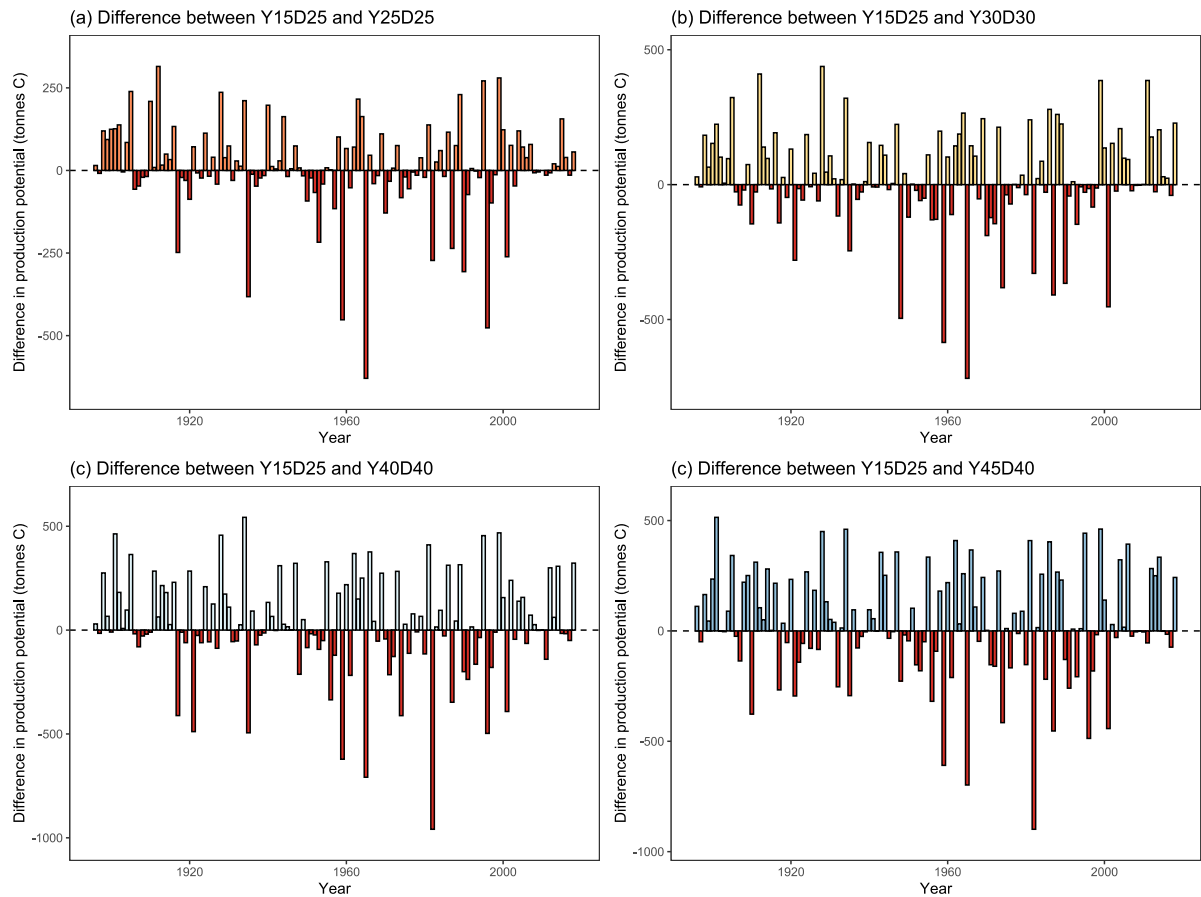 (a) Difference between Y15D25 and Y25D25
Difference in production potential (tonnes C)
250
0
-250
-500
1920
1960
2000
Year
(b) Difference between Y15D25 and Y30D30
Difference in production potential (tonnes C)
500
0
-500
1920
1960
2000
Year
(c) Difference between Y15D25 and Y40D40
Difference in production potential (tonnes C)
500
0
-500
-1000
1920
1960
2000
Year
(c) Difference between Y15D25 and Y45D40
Difference in production potential (tonnes C)
500
0
-500
-1000
1920
1960
2000
Year